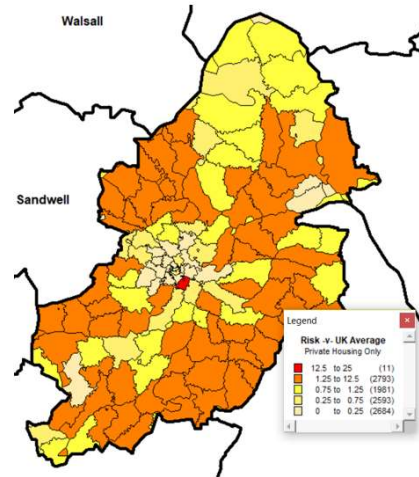 Walsall
Sandwell
Legend
Risk -v- UK Average
Private Housing Only
12.5 to 25 (11)
1.25 to 12.5 (2793)
0.75 to 1.25 (1981)
0.25 to 0.75 (2593)
0 to 0.25 (2684)